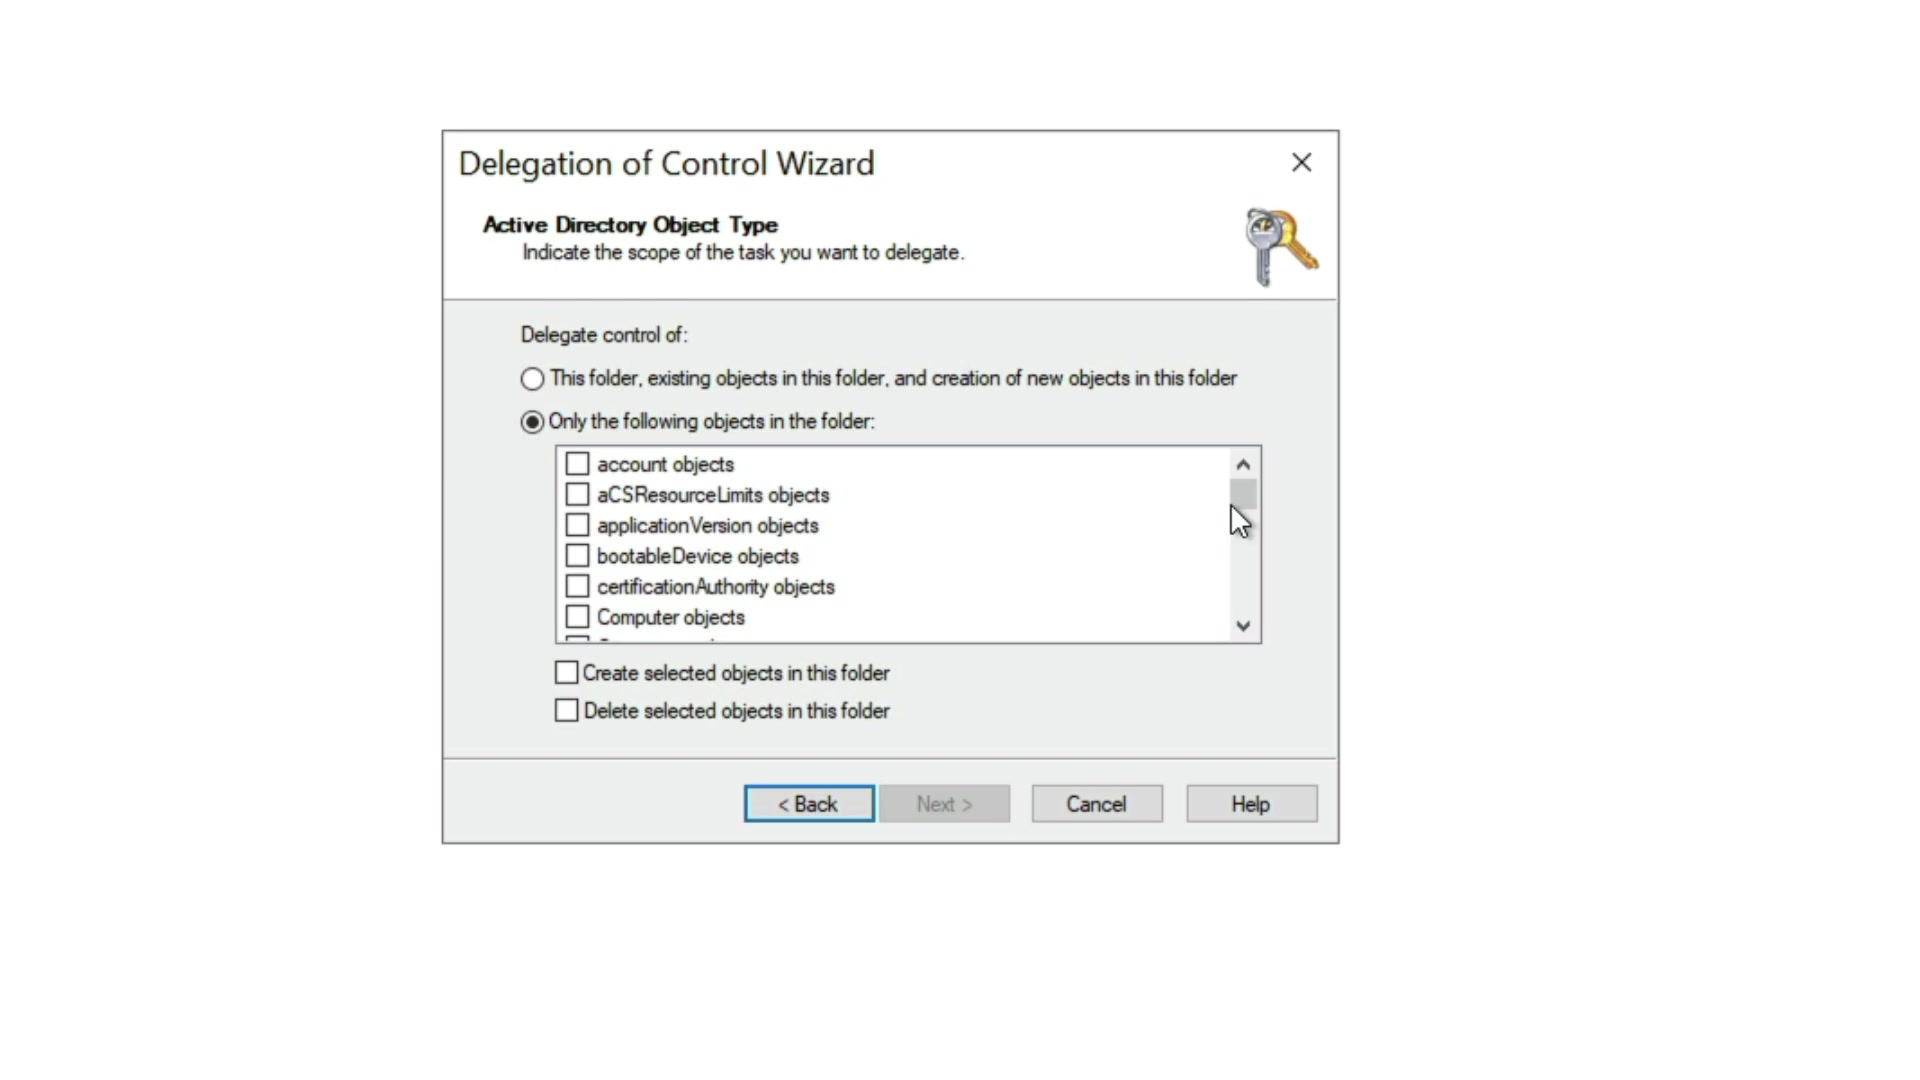 Delegation of Control Wizard
Active Directory Object Type
Indicate the scope of the task you want to delegate.
Delegate control of:
This folder, existing objects in this folder, and creation of new objects in this folder
Only the following objects in the folder:
account objects
aCSResourceLimits objects
applicationVersion objects
bootableDevice objects
certificationAuthority objects
Computer objects
Create selected objects in this folder
Delete selected objects in this folder
< Back Next > Cancel Help